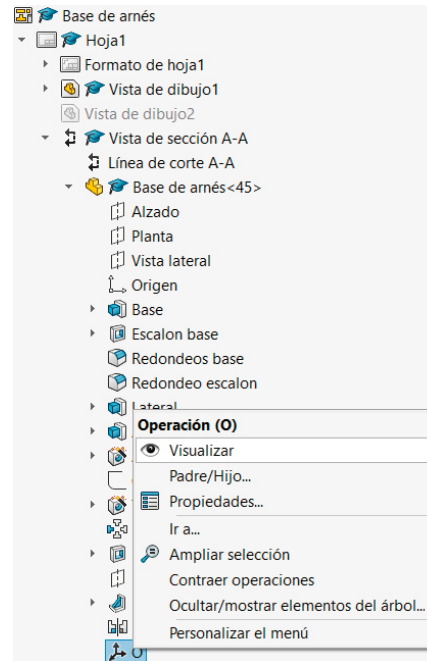 Base de arnés
Hoja1
Formato de hoja1
Vista de dibujo1
Vista de dibujo2
Vista de sección A-A
Línea de corte A-A
Base de arnés<45>
Alzado
Planta
Vista lateral
Origen
Base
Escalon base
Redondeos base
Redondeo escalon
Lateral
Operación (O)
Visualizar
Padre/Hijo...
Propiedades...
Ir a...
Ampliar selección
Contraer operaciones
Ocultar/mostrar elementos del árbol...
Personalizar el menú
O